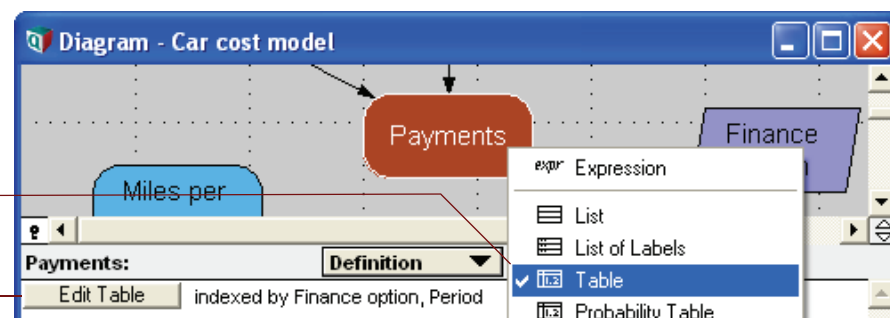 Diagram - Car cost model
Payments
Finance
Miles per
expr Expression
List
List of Labels
Table
Probability Table
Payments:
Definition
Edit Table
indexed by Finance option, Period